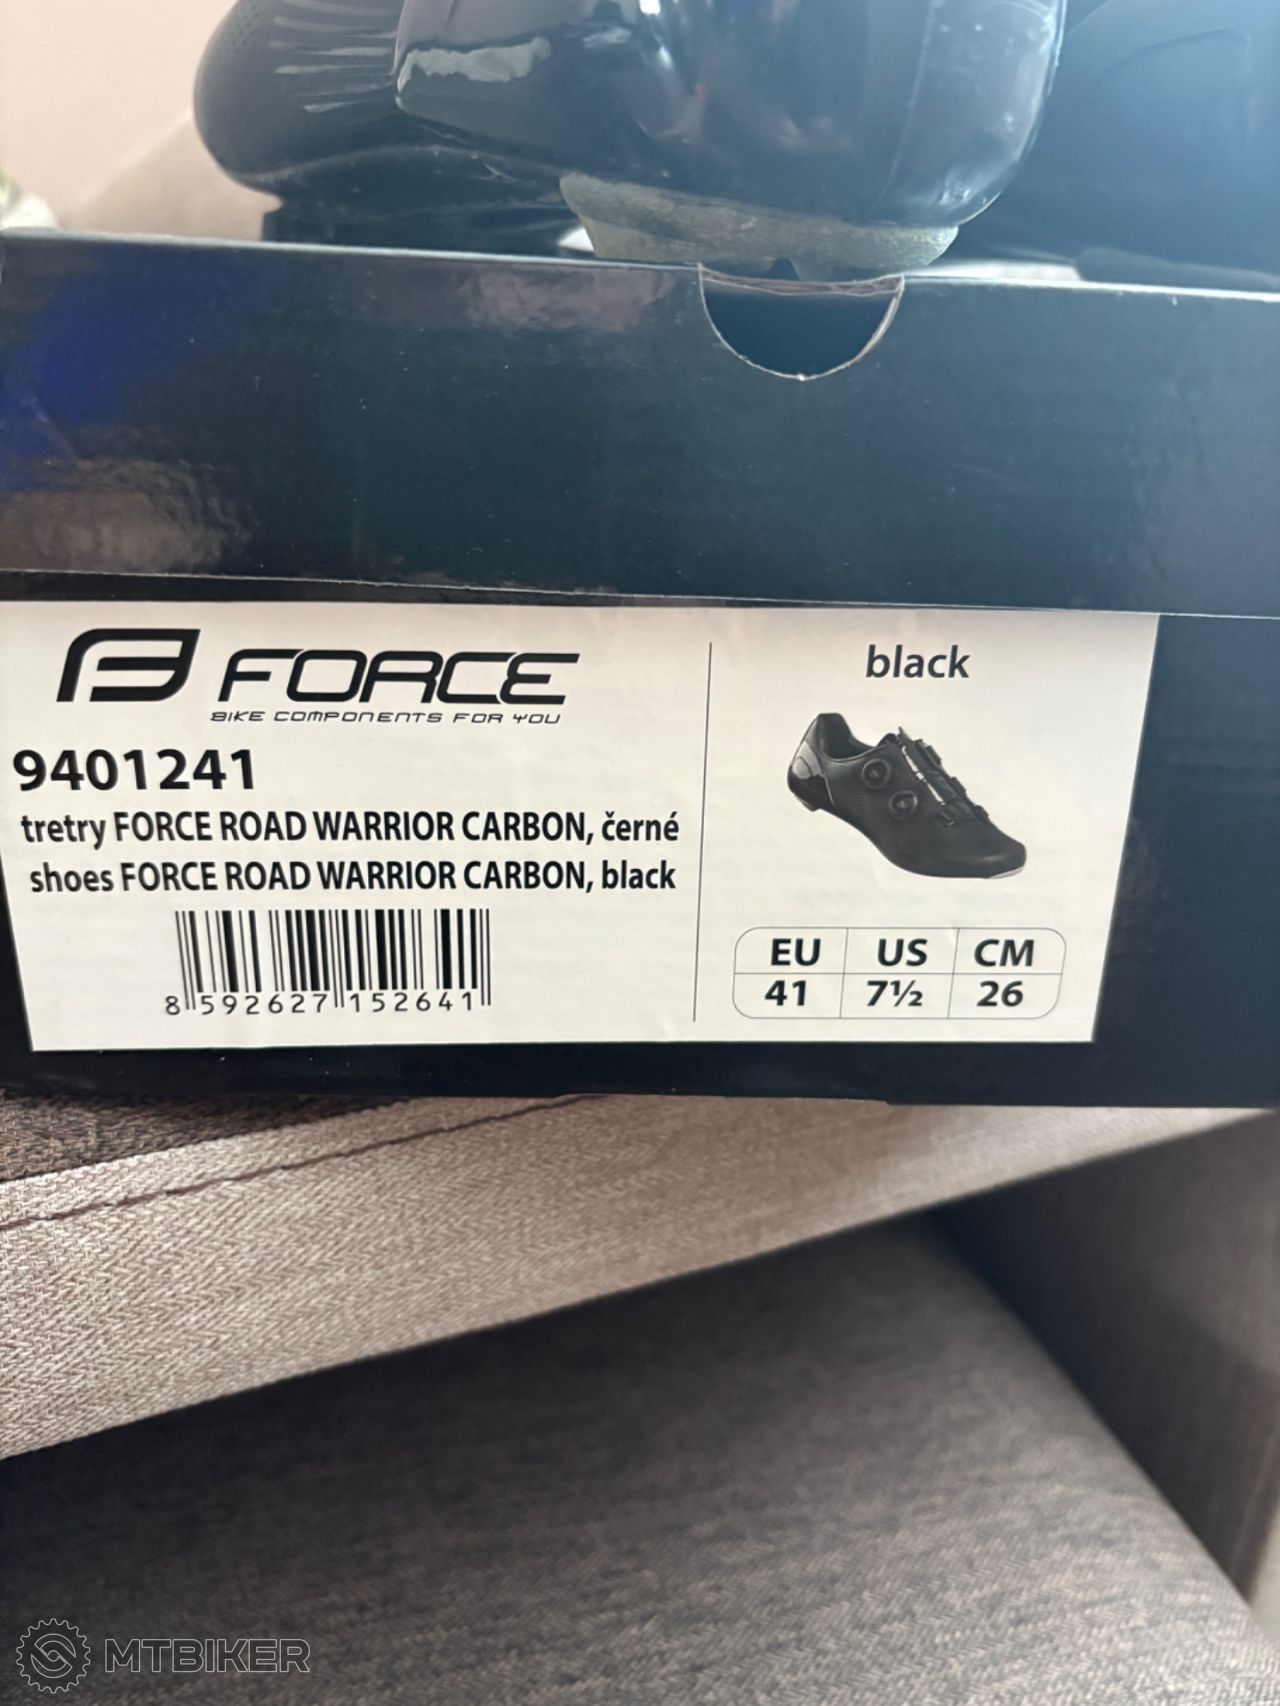 FORCE
BIKE COMPONENTS FOR YOU
9401241
tretry FORCE ROAD WARRIOR CARBON, černé
shoes FORCE ROAD WARRIOR CARBON, black
8 592627 152641
black
EU US CM
41 7½ 26
MTBIKER